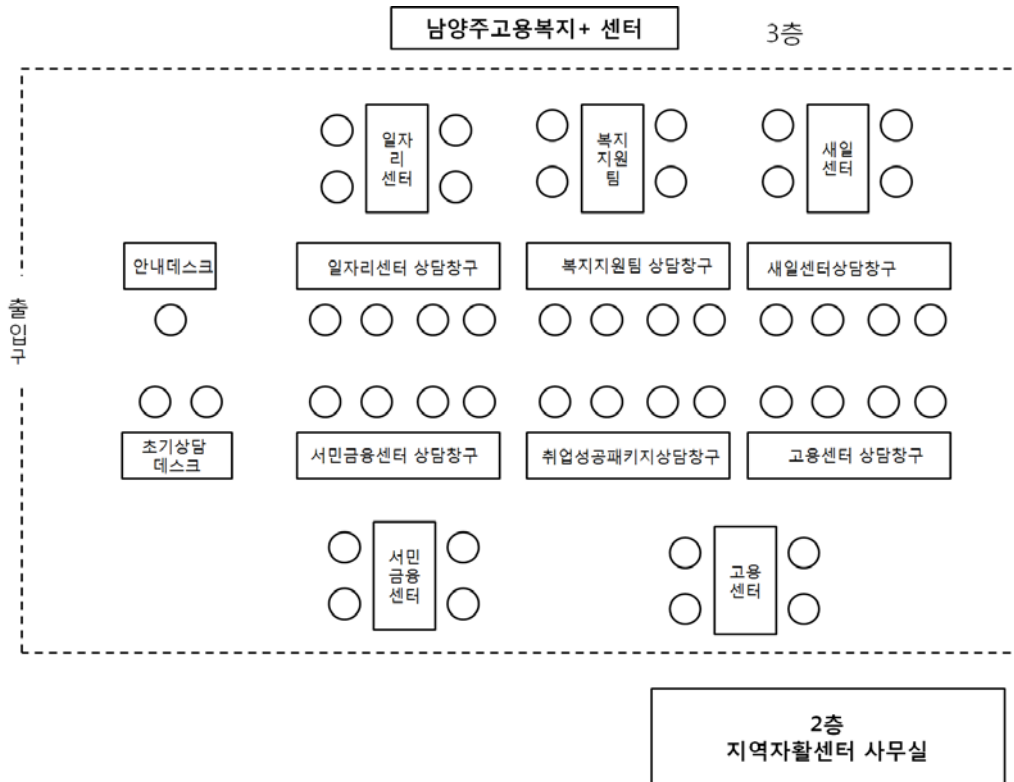 남양주고용복지+ 센터
3층
일자
리
센터
복지
지원
팀
새일
센터
안내데스크
일자리센터 상담창구
복지지원팀 상담창구
새일센터상담창구
출
입
구
초기상담
데스크
서민금융센터 상담창구
취업성공패키지상담창구
고용센터 상담창구
서민
금융
센터
고용
센터
2층
지역자활센터 사무실